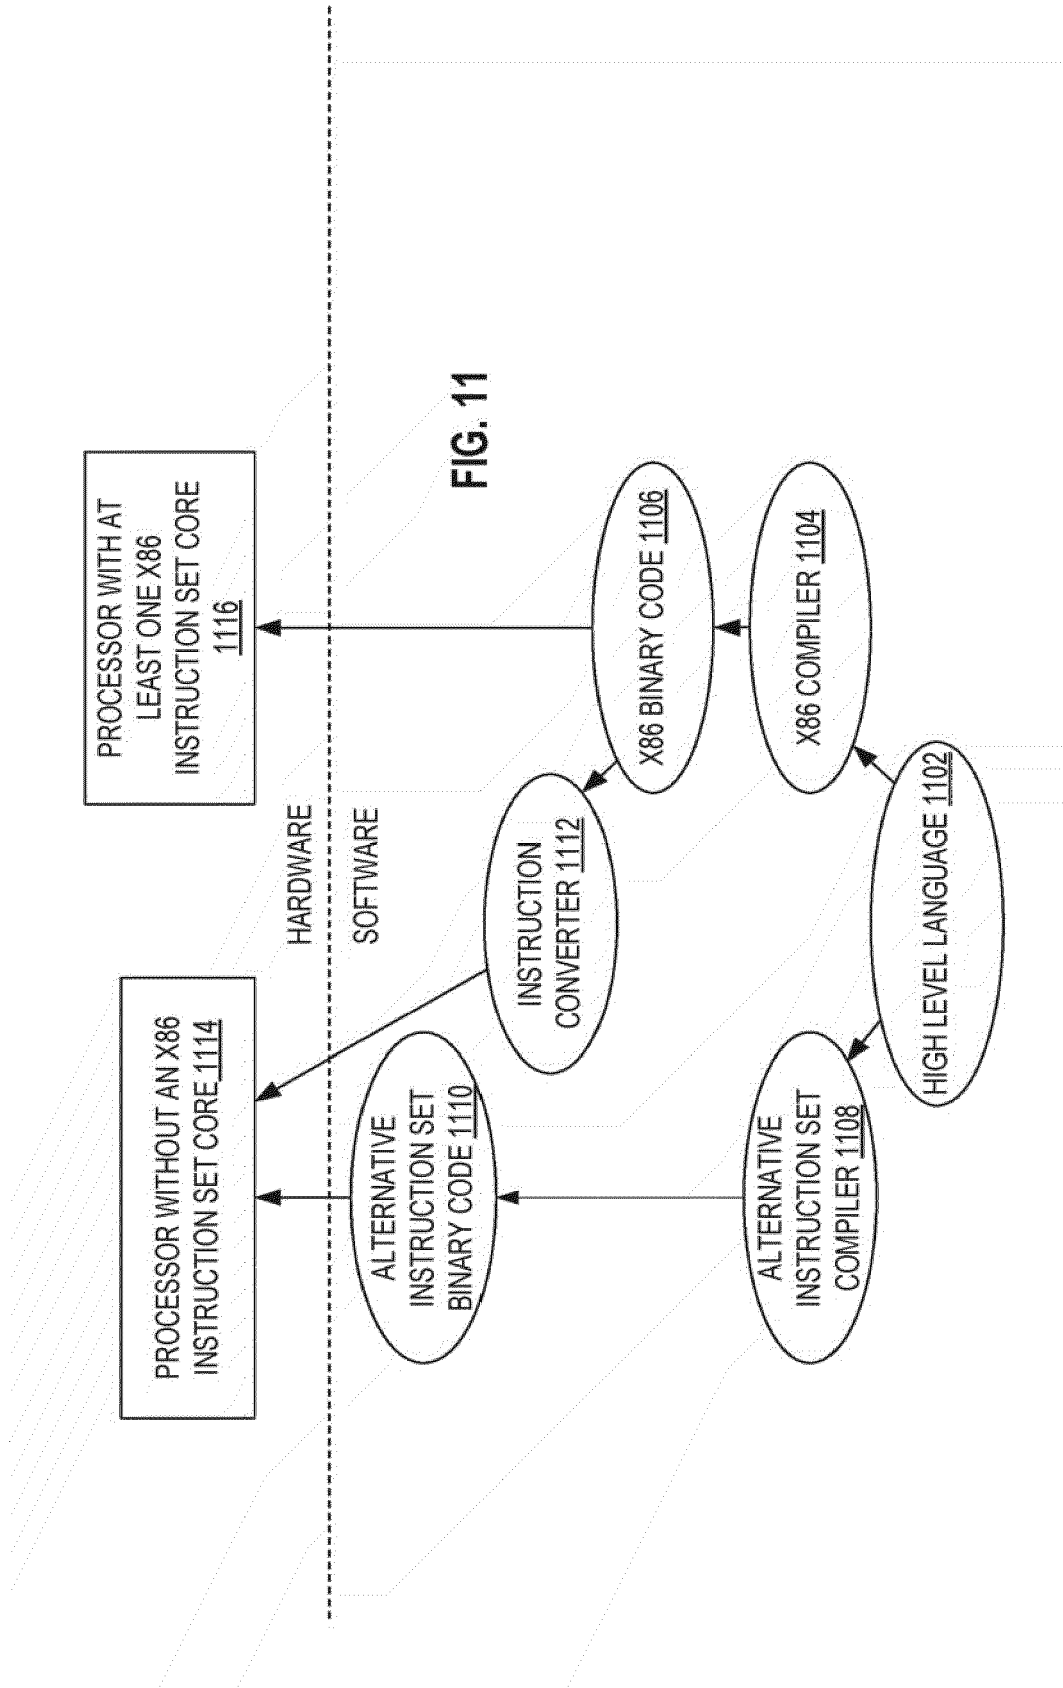 PROCESSOR WITHOUT AN X86
INSTRUCTION SET CORE 1114
PROCESSOR WITH AT
LEAST ONE X86
INSTRUCTION SET CORE
1116
HARDWARE
SOFTWARE
ALTERNATIVE
INSTRUCTION SET
BINARY CODE 1110
INSTRUCTION
CONVERTER 1112
FIG. 11
X86 BINARY CODE 1106
ALTERNATIVE
INSTRUCTION SET
COMPILER 1108
X86 COMPILER 1104
HIGH LEVEL LANGUAGE 1102